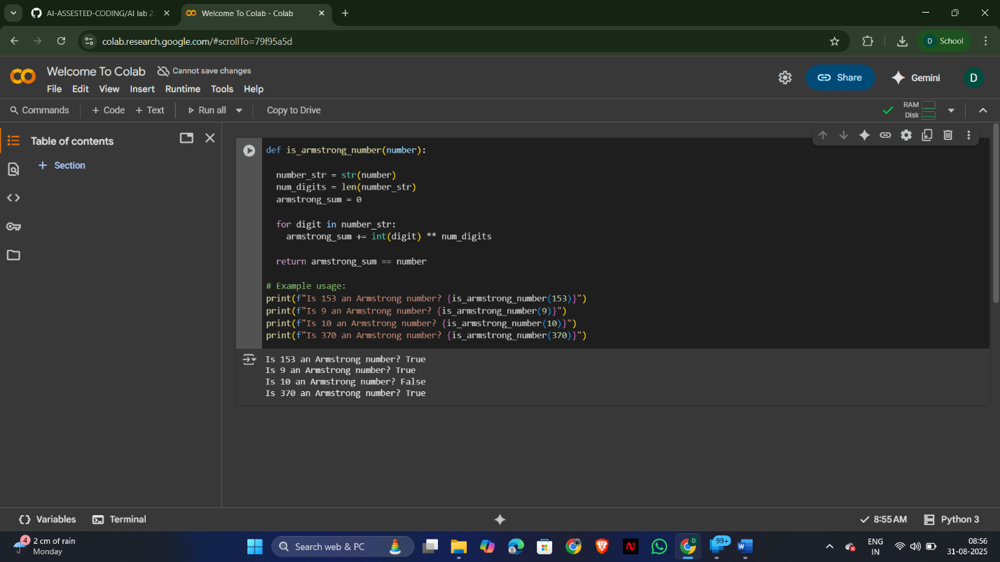 AI-ASSESTED-CODING/AI lab 2.
Welcome To Colab - Colab
colab.research.google.com/#scrollTo=79f95a5d
D School
Welcome To Colab
Cannot save changes
File Edit View Insert Runtime Tools Help
Share
Gemini
D
Commands
+ Code + Text
Run all
Copy to Drive
RAM
Disk
Table of contents
+ Section
def is_armstrong_number(number):
number_str = str(number)
num_digits = len(number_str)
armstrong_sum = 0
for digit in number_str:
armstrong_sum += int(digit) ** num_digits
return armstrong_sum == number
# Example usage:
print(f"Is 153 an Armstrong number? {is_armstrong_number(153)}")
print(f"Is 9 an Armstrong number? {is_armstrong_number(9)}")
print(f"Is 10 an Armstrong number? {is_armstrong_number(10)}")
print(f"Is 370 an Armstrong number? {is_armstrong_number(370)}")
Is 153 an Armstrong number? True
Is 9 an Armstrong number? True
Is 10 an Armstrong number? False
Is 370 an Armstrong number? True
{} Variables
Terminal
8:55 AM
Python 3
4
2 cm of rain
Monday
Search web & PC
D
99+
ENG
IN
08:56
31-08-2025